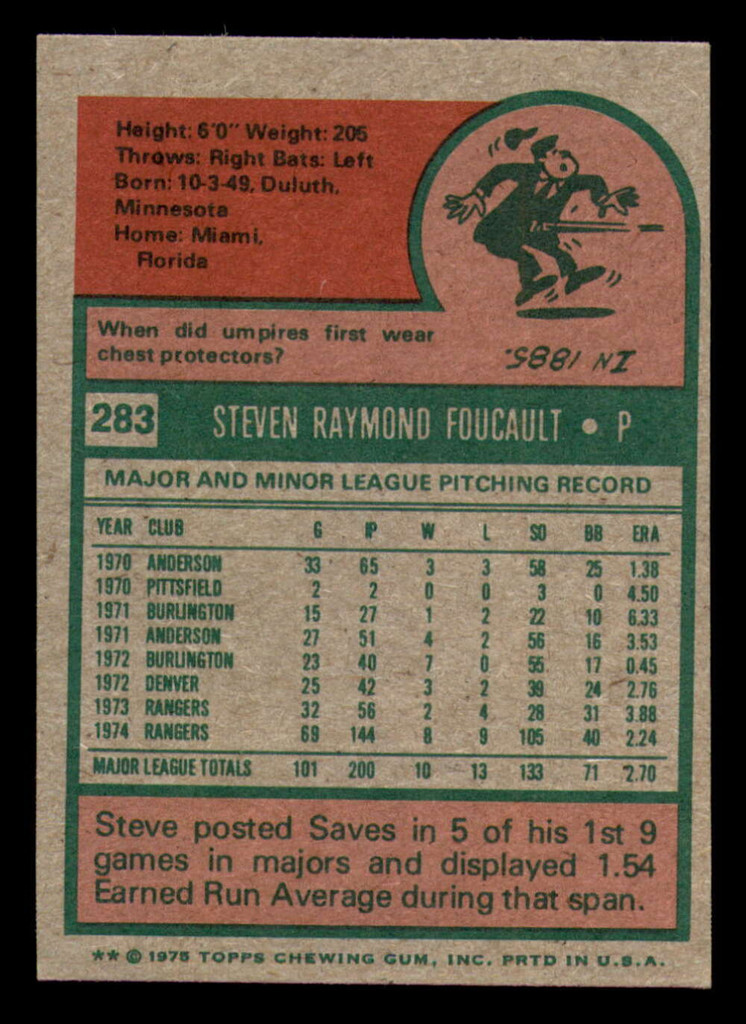 Height: 6'0" Weight: 205
Throws: Right Bats: Left
Born: 10-3-49, Duluth,
Minnesota
Home: Miami,
Florida
When did umpires first wear
chest protectors?
IN 1885.
283 STEVEN RAYMOND FOUCAULT • P
MAJOR AND MINOR LEAGUE PITCHING RECORD
YEAR CLUB G IP W L SO BB ERA
1970 ANDERSON 33 65 3 3 58 25 1.38
1970 PITTSFIELD 2 2 0 0 3 0 4.50
1971 BURLINGTON 15 27 1 2 22 10 6.33
1971 ANDERSON 27 51 4 2 56 16 3.53
1972 BURLINGTON 23 40 7 0 55 17 0.45
1972 DENVER 25 42 3 2 39 24 2.76
1973 RANGERS 32 56 2 4 28 31 3.88
1974 RANGERS 69 144 8 9 105 40 2.24
MAJOR LEAGUE TOTALS 101 200 10 13 133 71 2.70
Steve posted Saves in 5 of his 1st 9
games in majors and displayed 1.54
Earned Run Average during that span.
** © 1975 TOPPS CHEWING GUM, INC. PRTD IN U.S.A.